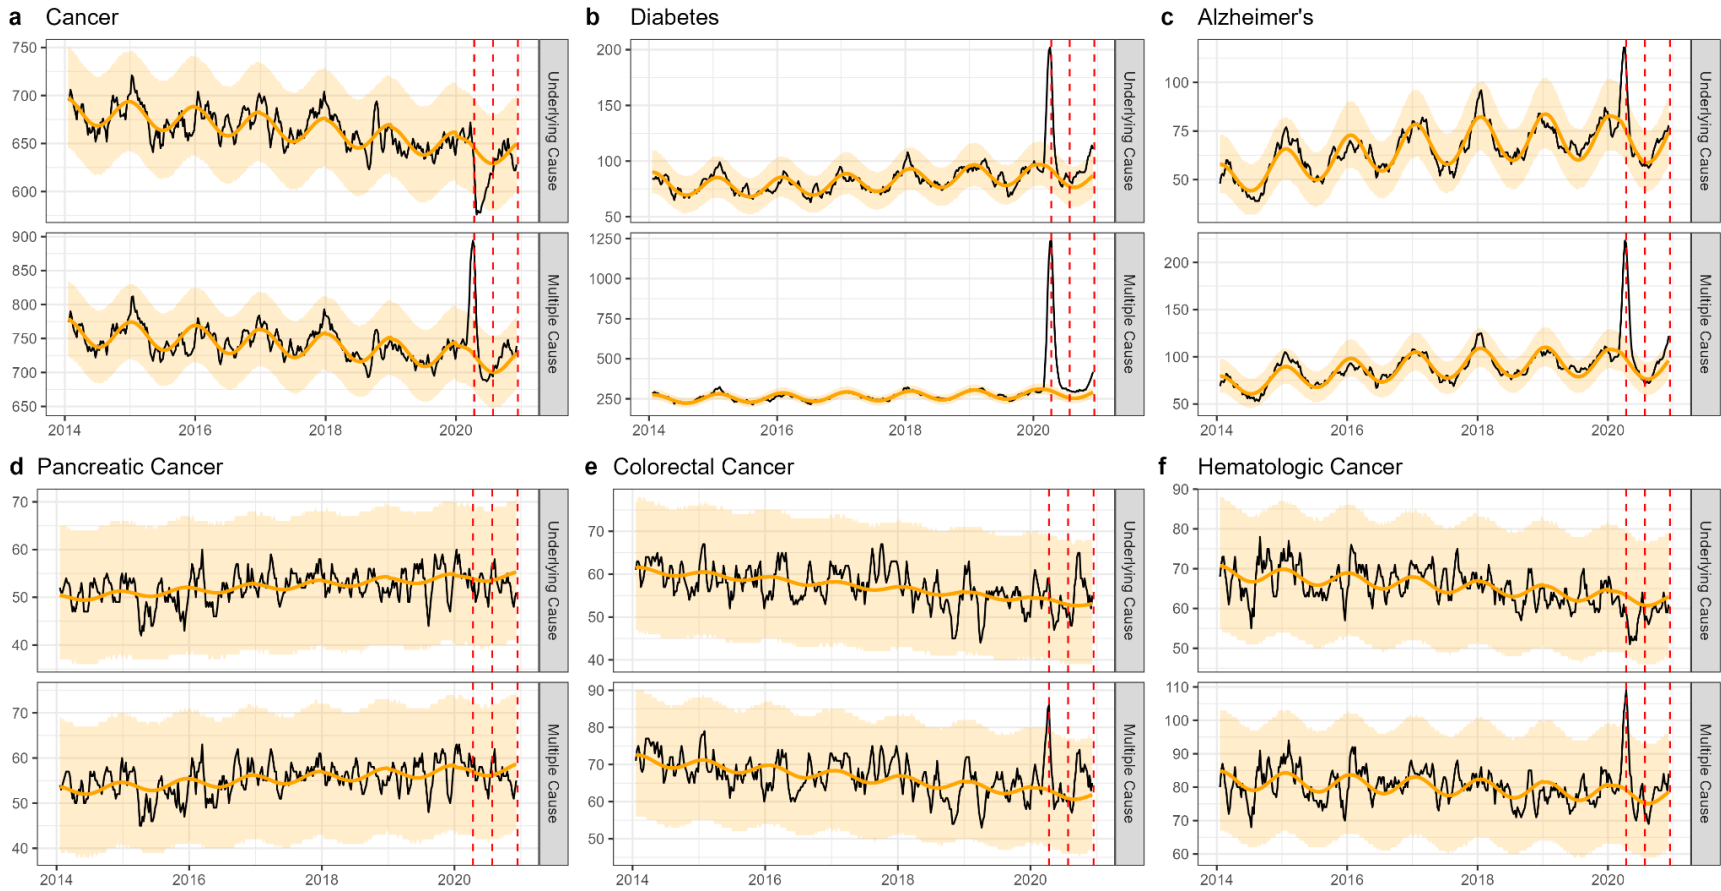 a Cancer
750
700
650
600
Underlying Cause
900
850
800
750
700
650
Multiple Cause
2014 2016 2018 2020
b Diabetes
200
150
100
50
Underlying Cause
1250
1000
750
500
250
Multiple Cause
2014 2016 2018 2020
c Alzheimer's
100
75
50
Underlying Cause
200
150
100
50
Multiple Cause
2014 2016 2018 2020
d Pancreatic Cancer
70
60
50
40
Underlying Cause
70
60
50
40
Multiple Cause
2014 2016 2018 2020
e Colorectal Cancer
70
60
50
40
Underlying Cause
90
80
70
60
50
Multiple Cause
2014 2016 2018 2020
f Hematologic Cancer
90
80
70
60
50
Underlying Cause
110
100
90
80
70
60
Multiple Cause
2014 2016 2018 2020